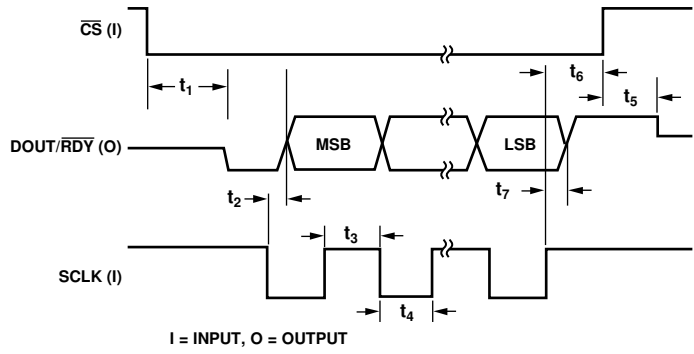 CS (I)
t1
t6
t5
DOUT/RDY (O)
MSB
LSB
t2
t7
t3
SCLK (I)
t4
I = INPUT, O = OUTPUT